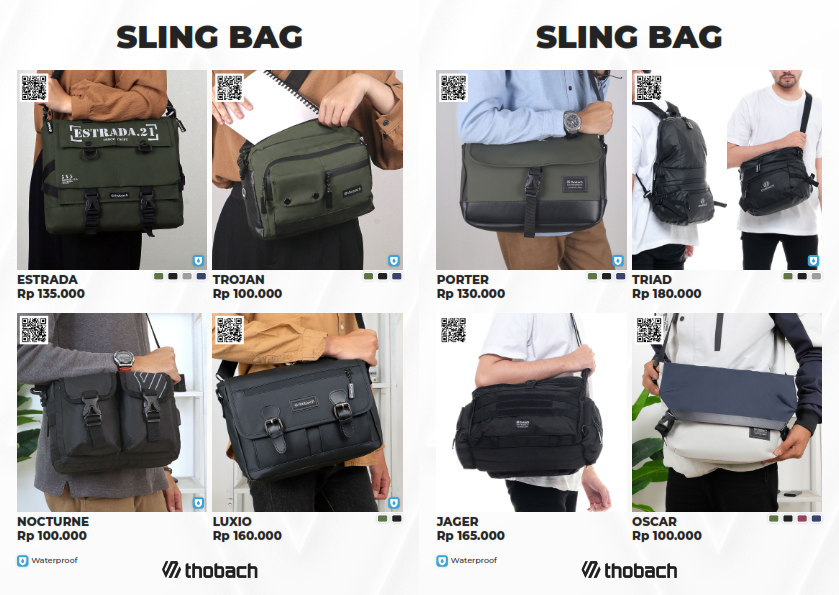 SLING BAG
ESTRADA.21
ESTRADA
Rp 135.000
TROJAN
Rp 100.000
NOCTURNE
Rp 100.000
LUXIO
Rp 160.000
Waterproof
thobach
SLING BAG
PORTER
Rp 130.000
TRIAD
Rp 180.000
JAGER
Rp 165.000
OSCAR
Rp 100.000
Waterproof
thobach